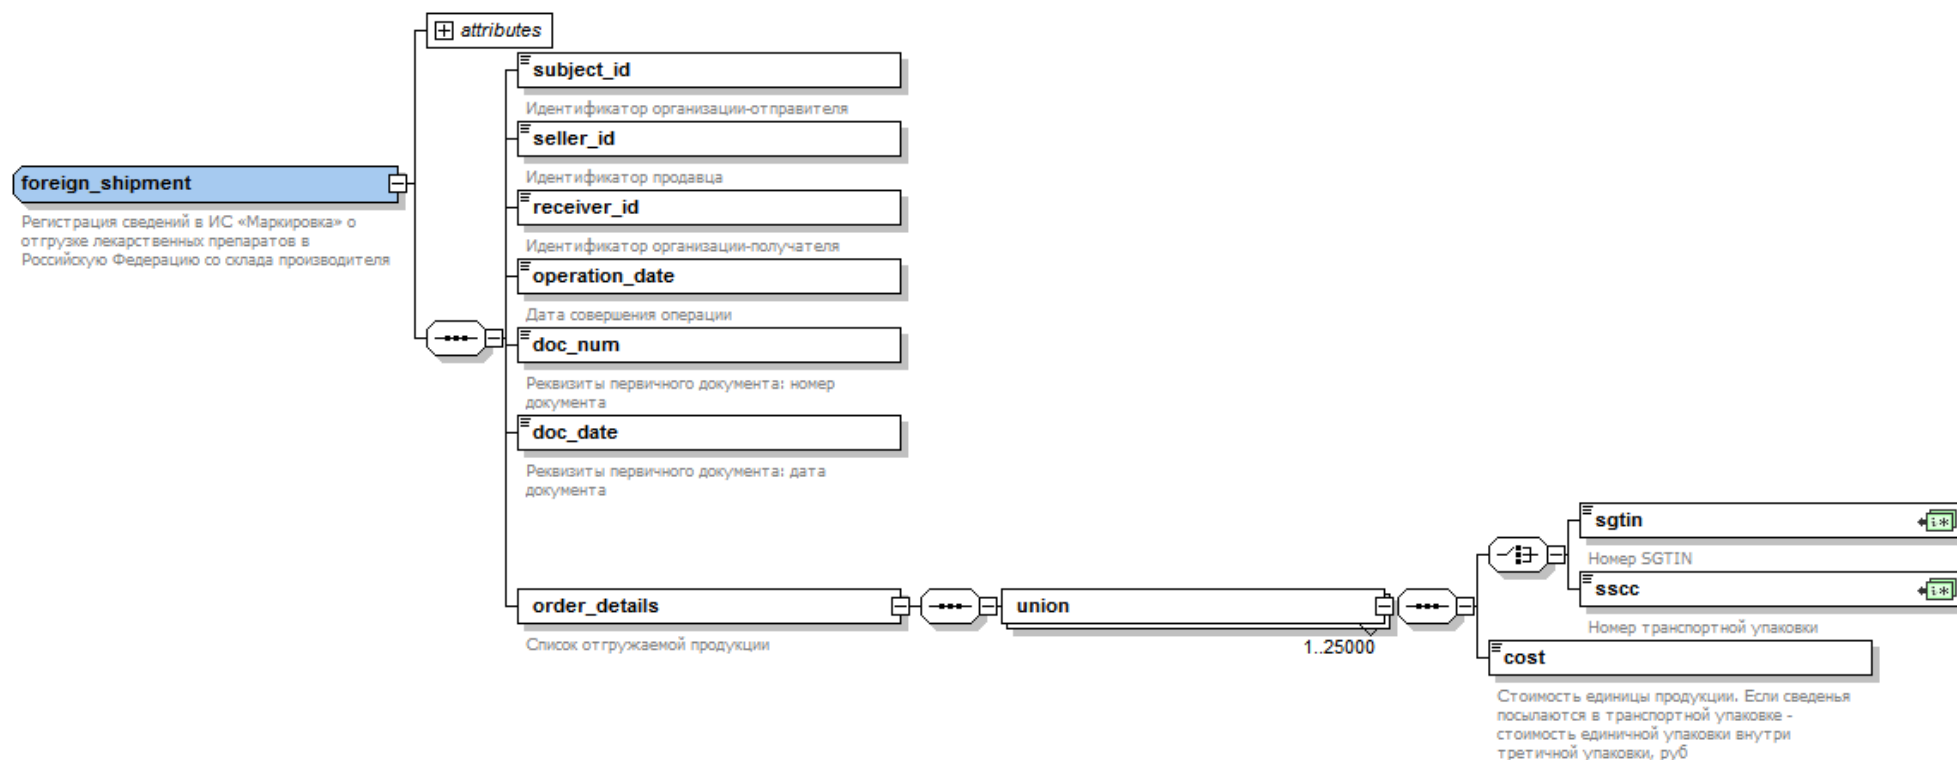 attributes
subject_id
Идентификатор организации-отправителя
seller_id
Идентификатор продавца
foreign_shipment
Регистрация сведений в ИС «Маркировка» о
отгрузке лекарственных препаратов в
Российскую Федерацию со склада производителя
receiver_id
Идентификатор организации-получателя
operation_date
Дата совершения операции
doc_num
Реквизиты первичного документа: номер
документа
doc_date
Реквизиты первичного документа: дата
документа
order_details
Список отгружаемой продукции
union
1..25000
sgtin
Номер SGTIN
sscc
Номер транспортной упаковки
cost
Стоимость единицы продукции. Если сведенья
посылаются в транспортной упаковке -
стоимость единичной упаковки внутри
третичной упаковки, руб